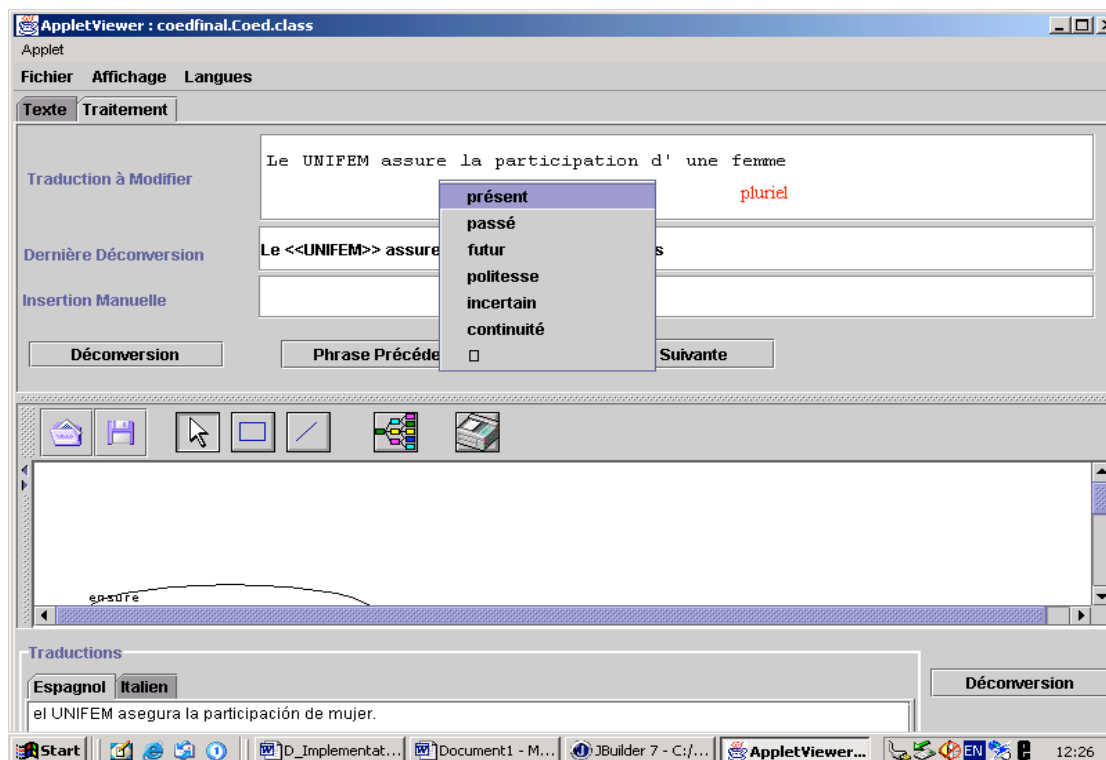 AppletViewer : coedfinal.Coed.class
Applet
Fichier Affichage Langues
Texte Traitement
Traduction à Modifier
Le UNIFEM assure la participation d' une femme
pluriel
présent
passé
futur
politesse
incertain
continuité
Dernière Déconversion
Le <<UNIFEM>> assure s
Insertion Manuelle
Déconversion Phrase Précéde Suivante
ensure
Traductions
Espagnol Italien
el UNIFEM asegura la participación de mujer.
Déconversion
Start D_Implementat... Document1 - M... JBuilder 7 - C:/... AppletViewer... EN 12:26